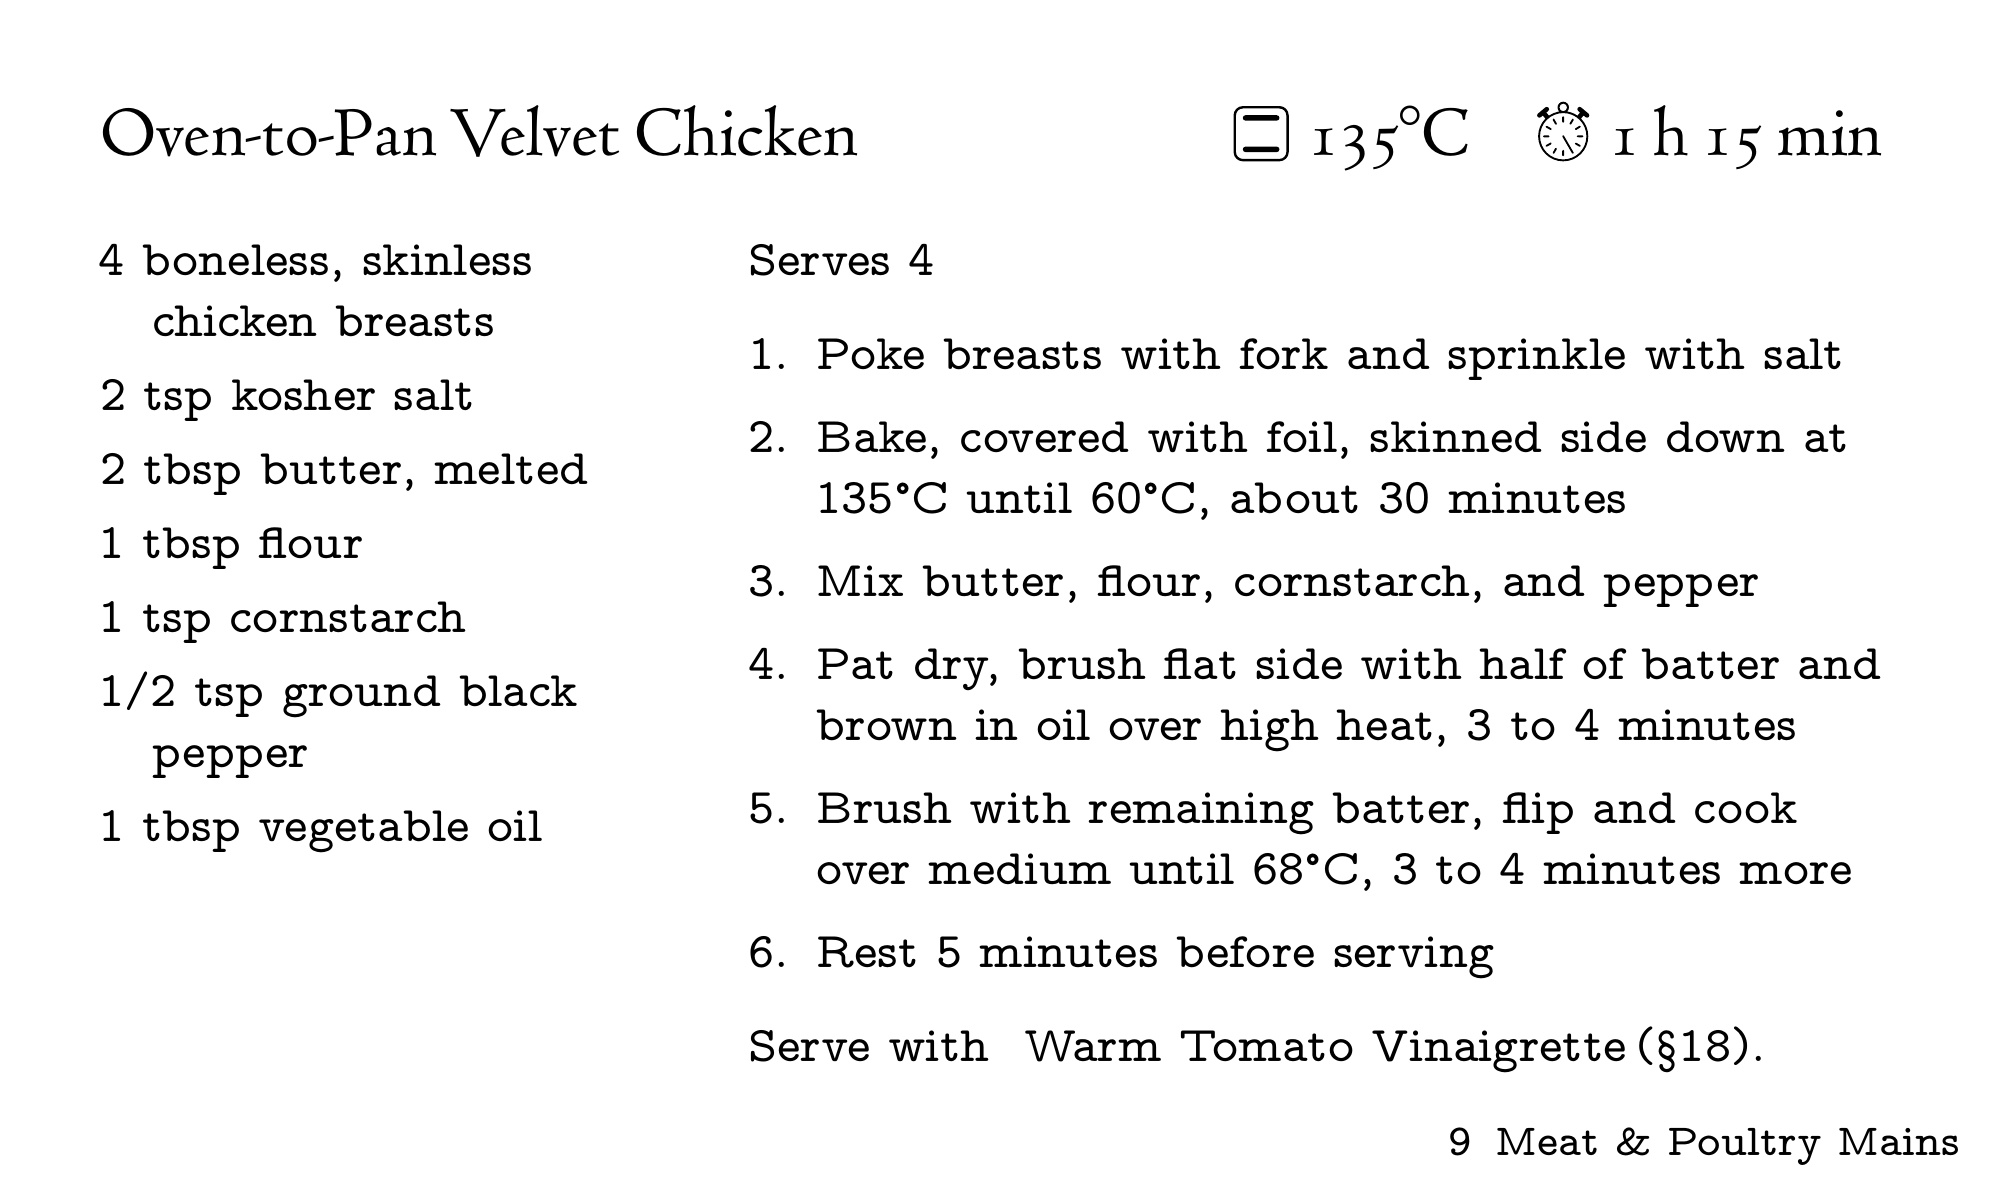 Oven-to-Pan Velvet Chicken 135°C 1 h 15 min
4 boneless, skinless
chicken breasts
2 tsp kosher salt
2 tbsp butter, melted
1 tbsp flour
1 tsp cornstarch
1/2 tsp ground black
pepper
1 tbsp vegetable oil
Serves 4
1. Poke breasts with fork and sprinkle with salt
2. Bake, covered with foil, skinned side down at
135°C until 60°C, about 30 minutes
3. Mix butter, flour, cornstarch, and pepper
4. Pat dry, brush flat side with half of batter and
brown in oil over high heat, 3 to 4 minutes
5. Brush with remaining batter, flip and cook
over medium until 68°C, 3 to 4 minutes more
6. Rest 5 minutes before serving
Serve with Warm Tomato Vinaigrette (§18).
9 Meat & Poultry Mains